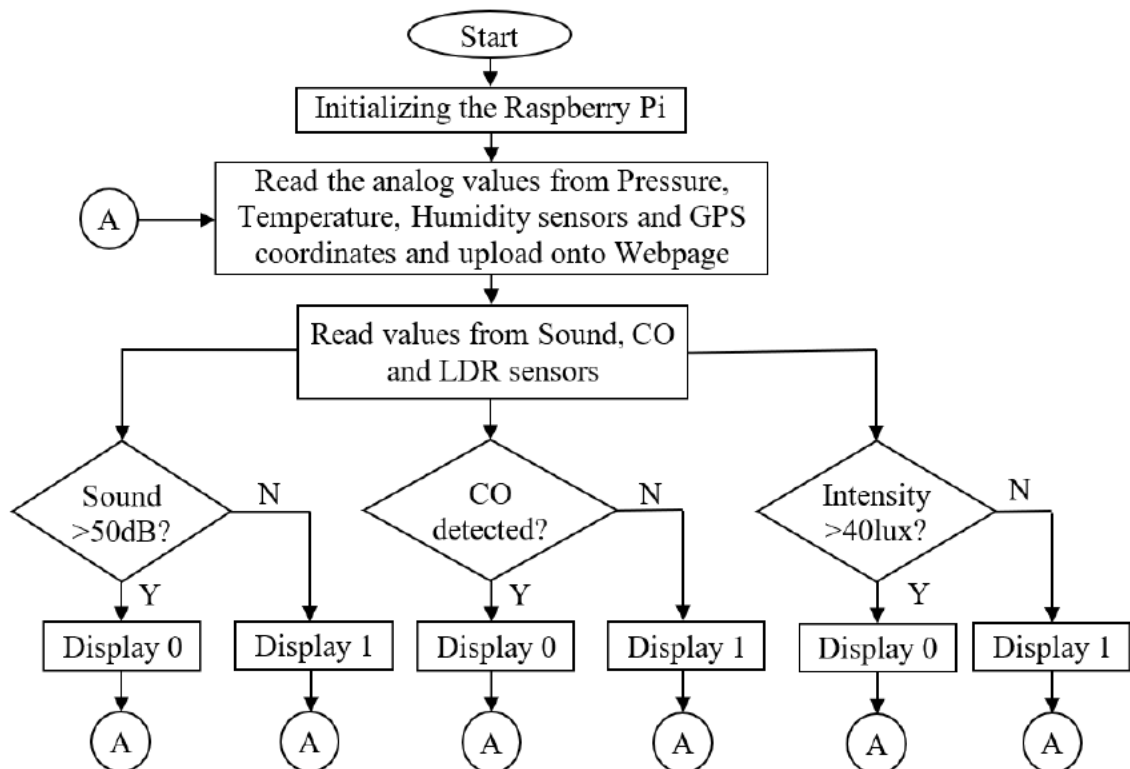 Start
Initializing the Raspberry Pi
Read the analog values from Pressure,
Temperature, Humidity sensors and GPS
coordinates and upload onto Webpage
A
Read values from Sound, CO
and LDR sensors
Sound
>50dB?
N
Y
CO
detected?
N
Y
Intensity
>40lux?
N
Y
Display 0
Display 1
Display 0
Display 1
Display 0
Display 1
A
A
A
A
A
A